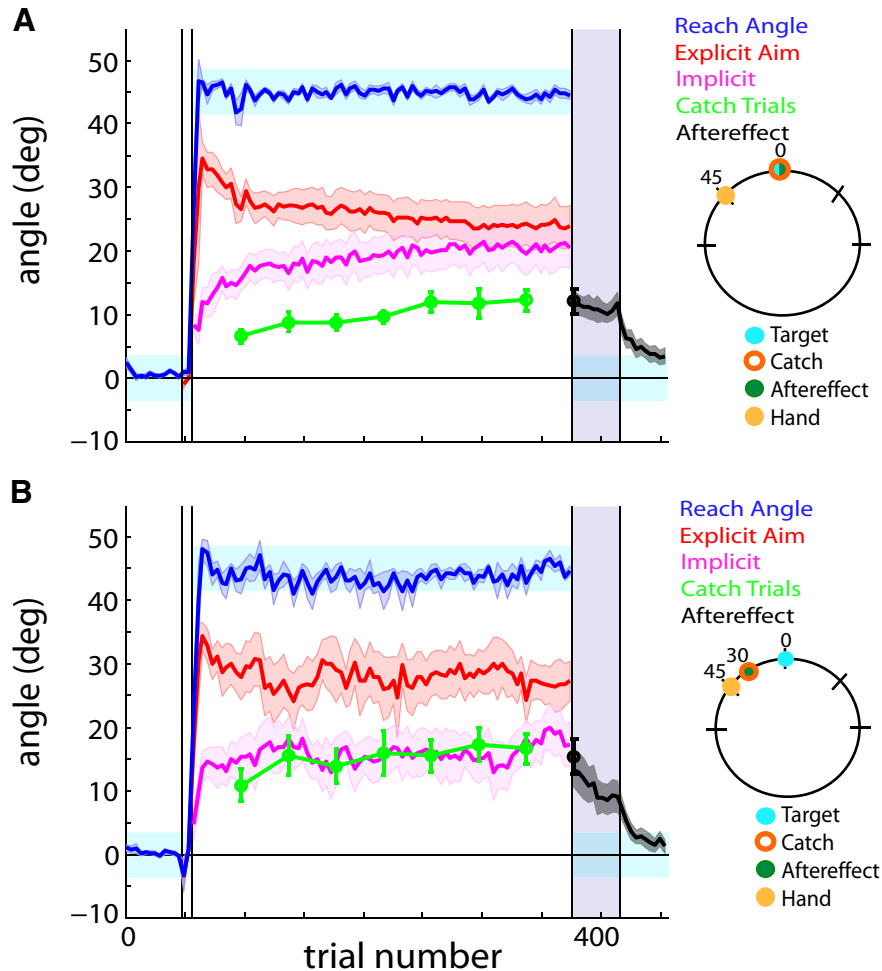 A
angle (deg)
50
40
30
20
10
0
−10
Reach Angle
Explicit Aim
Implicit
Catch Trials
Aftereffect
0
45
Target
Catch
Aftereffect
Hand
B
angle (deg)
50
40
30
20
10
0
−10
0
400
trial number
Reach Angle
Explicit Aim
Implicit
Catch Trials
Aftereffect
0
30
45
Target
Catch
Aftereffect
Hand